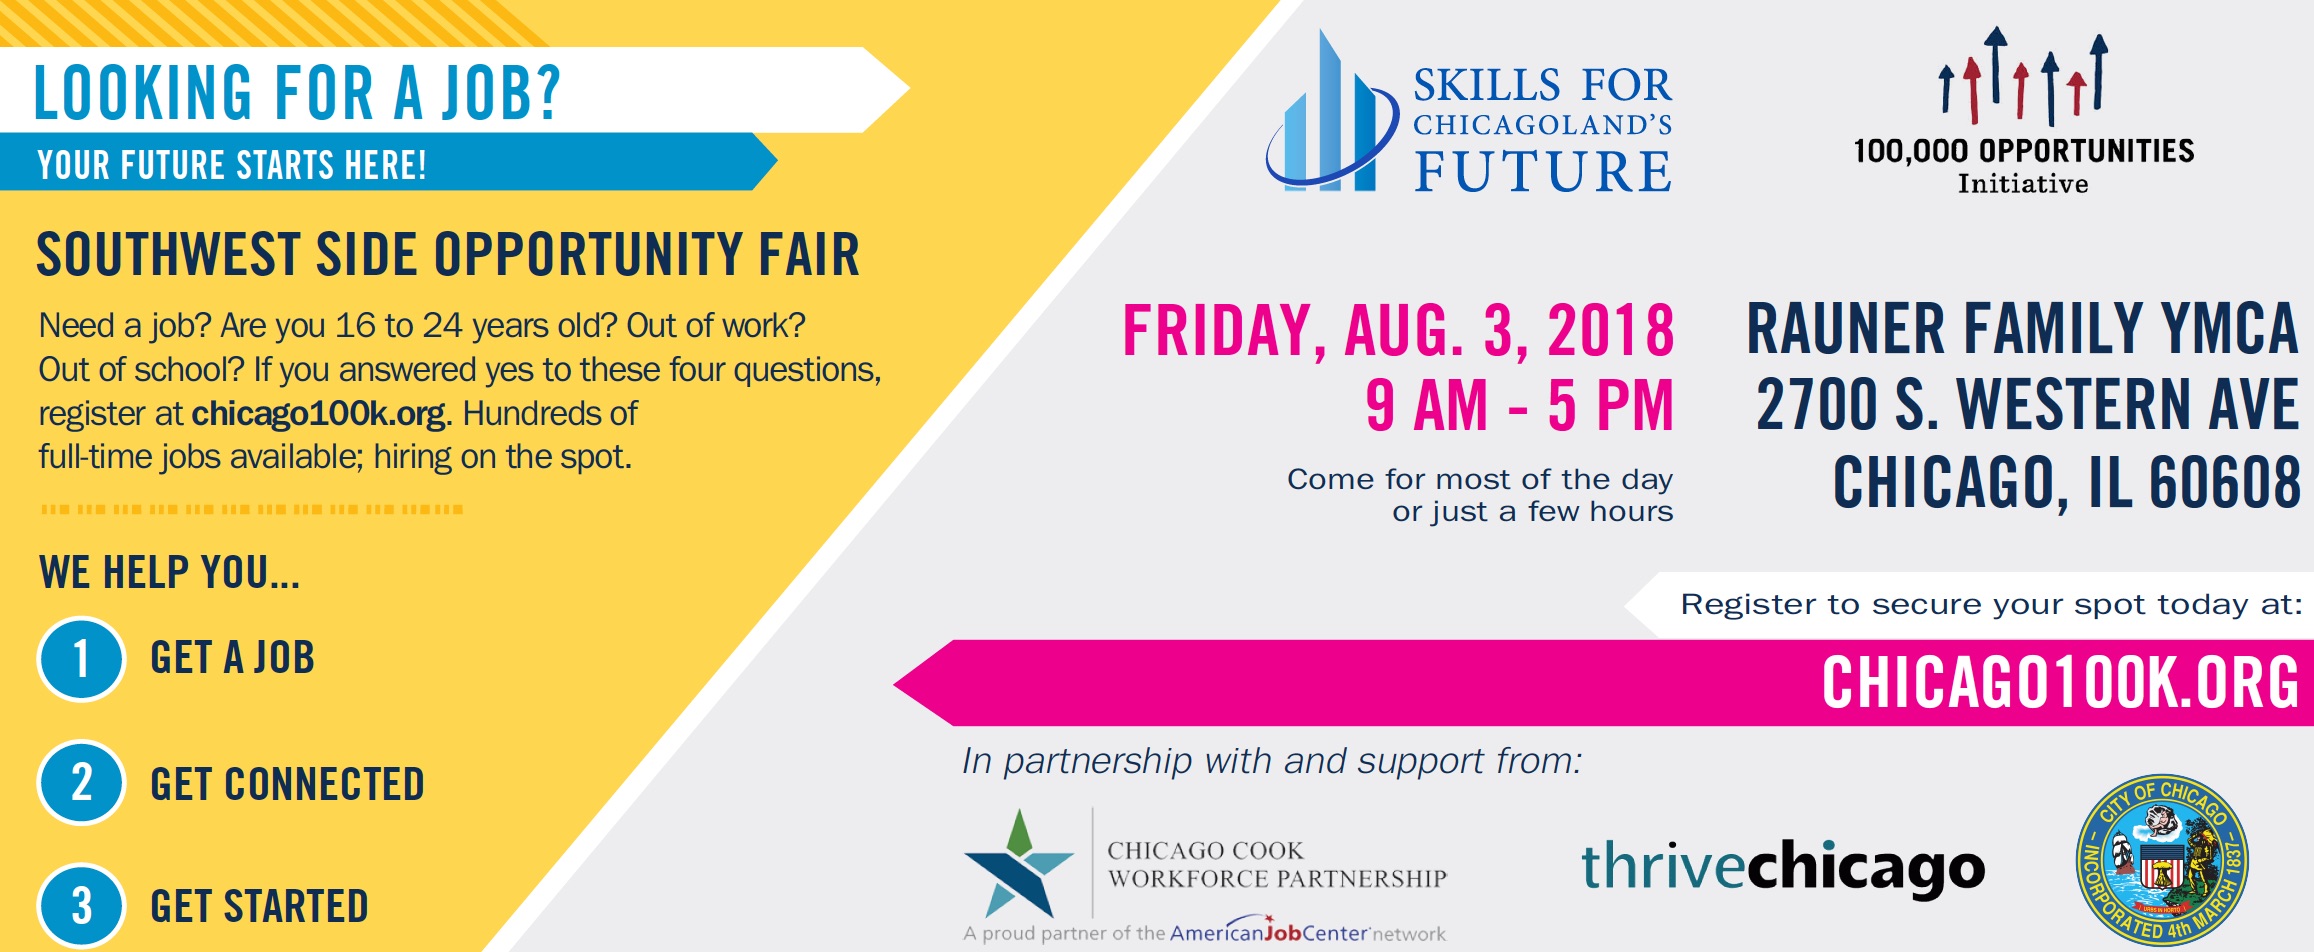 LOOKING FOR A JOB?
YOUR FUTURE STARTS HERE!
SOUTHWEST SIDE OPPORTUNITY FAIR
Need a job? Are you 16 to 24 years old? Out of work?
Out of school? If you answered yes to these four questions,
register at chicago100k.org. Hundreds of
full-time jobs available; hiring on the spot.
WE HELP YOU...
1 GET A JOB
2 GET CONNECTED
3 GET STARTED
SKILLS FOR
CHICAGOLAND'S
FUTURE
100,000 OPPORTUNITIES
Initiative
FRIDAY, AUG. 3, 2018
9 AM - 5 PM
Come for most of the day
or just a few hours
RAUNER FAMILY YMCA
2700 S. WESTERN AVE
CHICAGO, IL 60608
Register to secure your spot today at:
CHICAGO100K.ORG
In partnership with and support from:
CHICAGO COOK
WORKFORCE PARTNERSHIP
A proud partner of the AmericanJobCenter network
thrivechicago
CITY OF CHICAGO
INCORPORATED 4th MARCH 1837
URBS IN HORTO